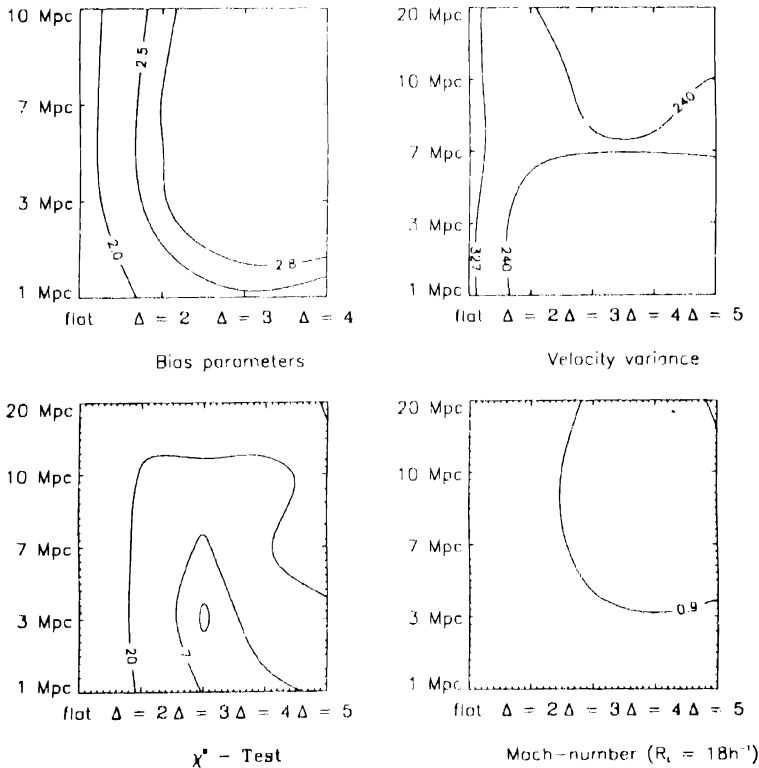 10 Mpc
7 Mpc
3 Mpc
1 Mpc
2.5
2.0
2.8
flat Δ = 2 Δ = 3 Δ = 4
Bias parameters
20 Mpc
10 Mpc
7 Mpc
3 Mpc
1 Mpc
240
327
240
flat Δ = 2 Δ = 3 Δ = 4 Δ = 5
Velocity variance
20 Mpc
10 Mpc
7 Mpc
3 Mpc
1 Mpc
20
7
flat Δ = 2 Δ = 3 Δ = 4 Δ = 5
χ² - Test
20 Mpc
10 Mpc
7 Mpc
3 Mpc
1 Mpc
0.9
flat Δ = 2 Δ = 3 Δ = 4 Δ = 5
Mach-number (R_t = 18h⁻¹)